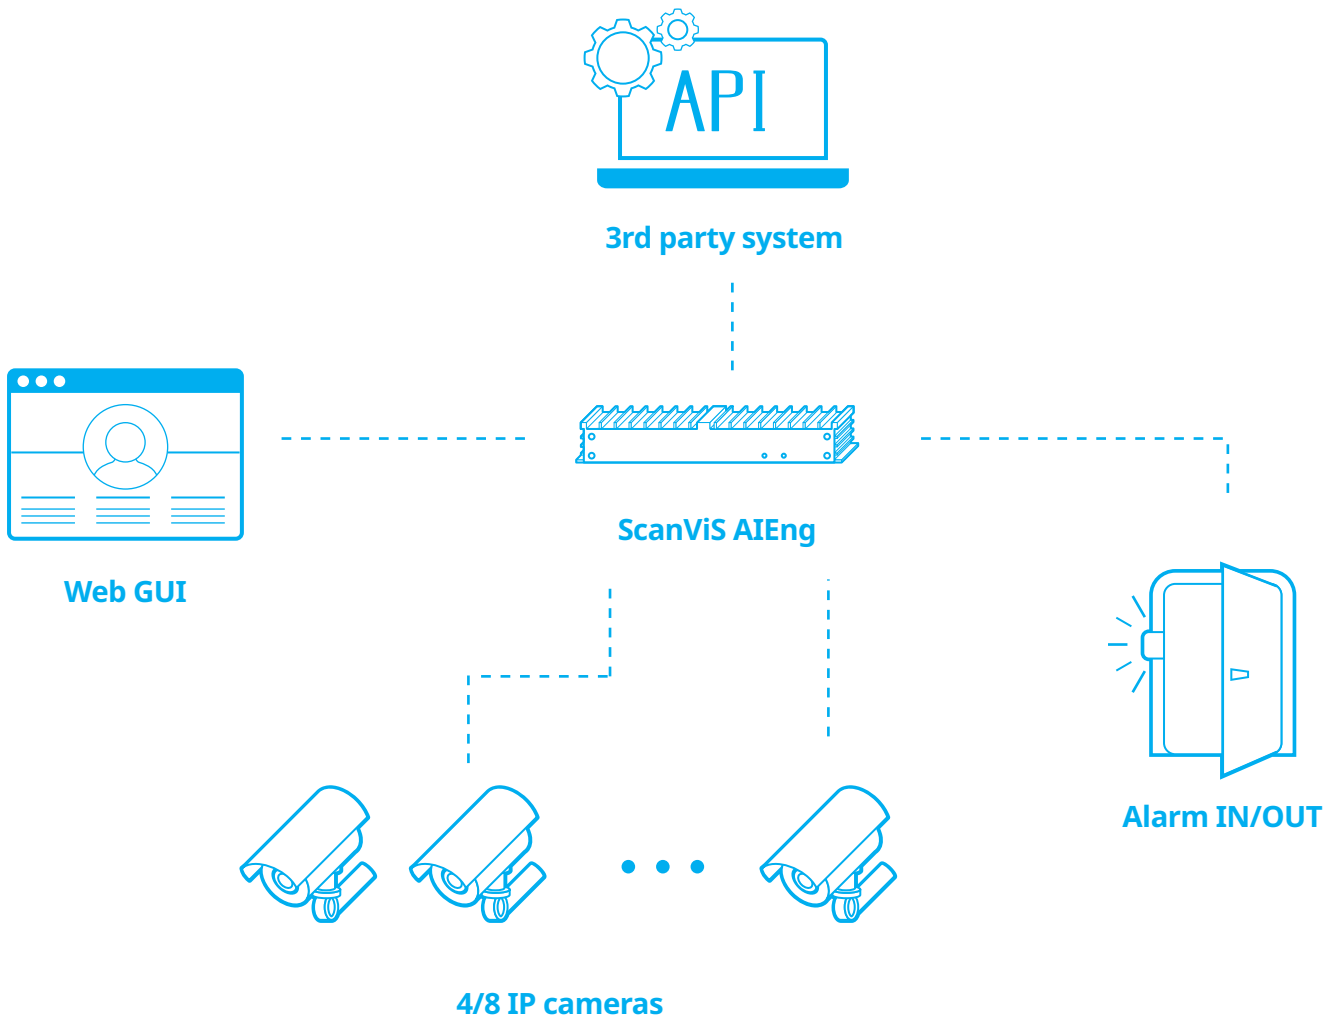 API
3rd party system
ScanViS AIEng
Web GUI
Alarm IN/OUT
4/8 IP cameras